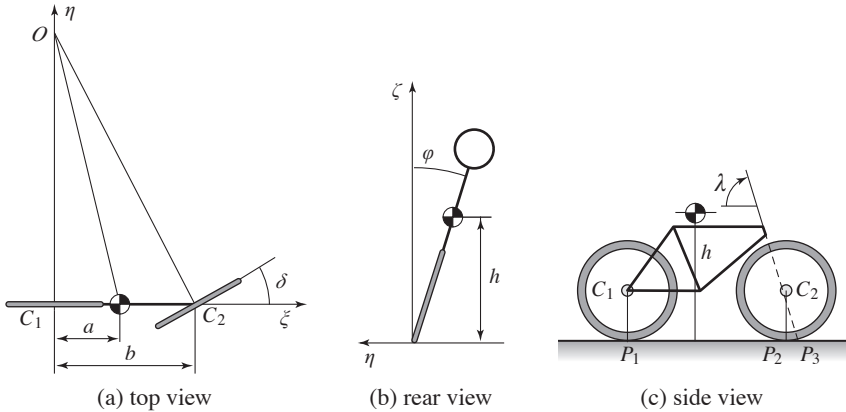 η
O
C₁
C₂
δ
ξ
a
b
(a) top view
ζ
φ
h
η
(b) rear view
λ
h
C₁
C₂
P₁
P₂
P₃
(c) side view